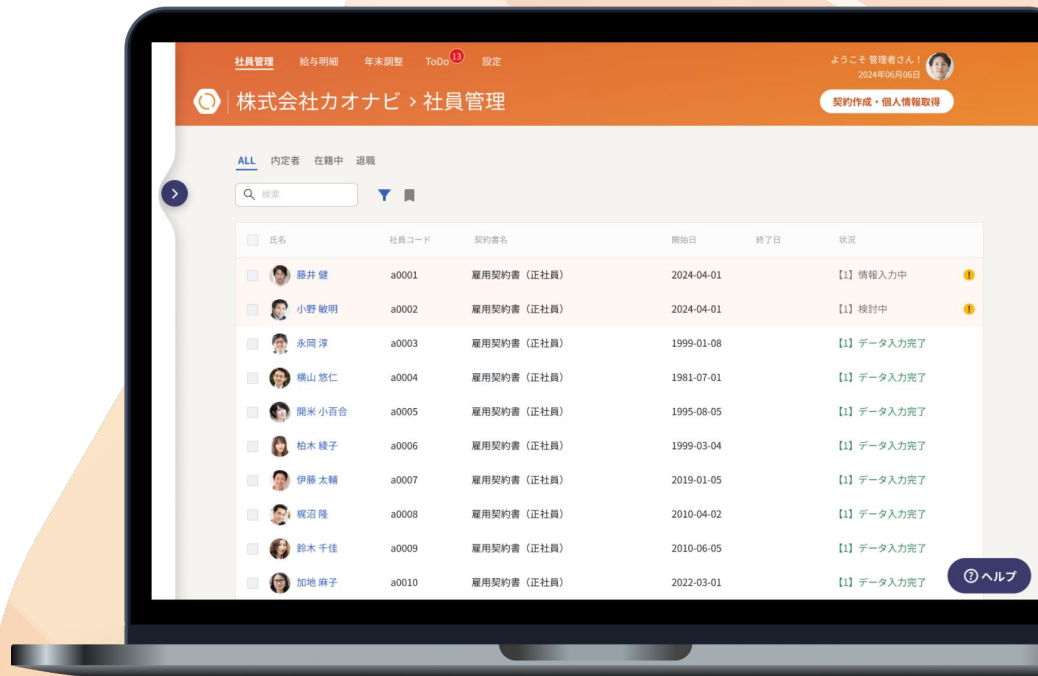 社員管理 給与明細 年末調整 ToDo 13 設定
ようこそ 管理者さん！
2024年06月06日
株式会社カオナビ › 社員管理
契約作成・個人情報取得
ALL 内定者 在籍中 退職
検索
氏名 社員コード 契約書名 開始日 終了日 状況
藤井 健 a0001 雇用契約書（正社員） 2024-04-01 【1】情報入力中
小野 敏明 a0002 雇用契約書（正社員） 2024-04-01 【1】検討中
永岡 淳 a0003 雇用契約書（正社員） 1999-01-08 【1】データ入力完了
横山 悠仁 a0004 雇用契約書（正社員） 1981-07-01 【1】データ入力完了
開米 小百合 a0005 雇用契約書（正社員） 1995-08-05 【1】データ入力完了
柏木 綾子 a0006 雇用契約書（正社員） 1999-03-04 【1】データ入力完了
伊藤 太輔 a0007 雇用契約書（正社員） 2019-01-05 【1】データ入力完了
梶沼 隆 a0008 雇用契約書（正社員） 2010-04-02 【1】データ入力完了
鈴木 千佳 a0009 雇用契約書（正社員） 2010-06-05 【1】データ入力完了
加地 麻子 a0010 雇用契約書（正社員） 2022-03-01 【1】データ入力完了
ヘルプ